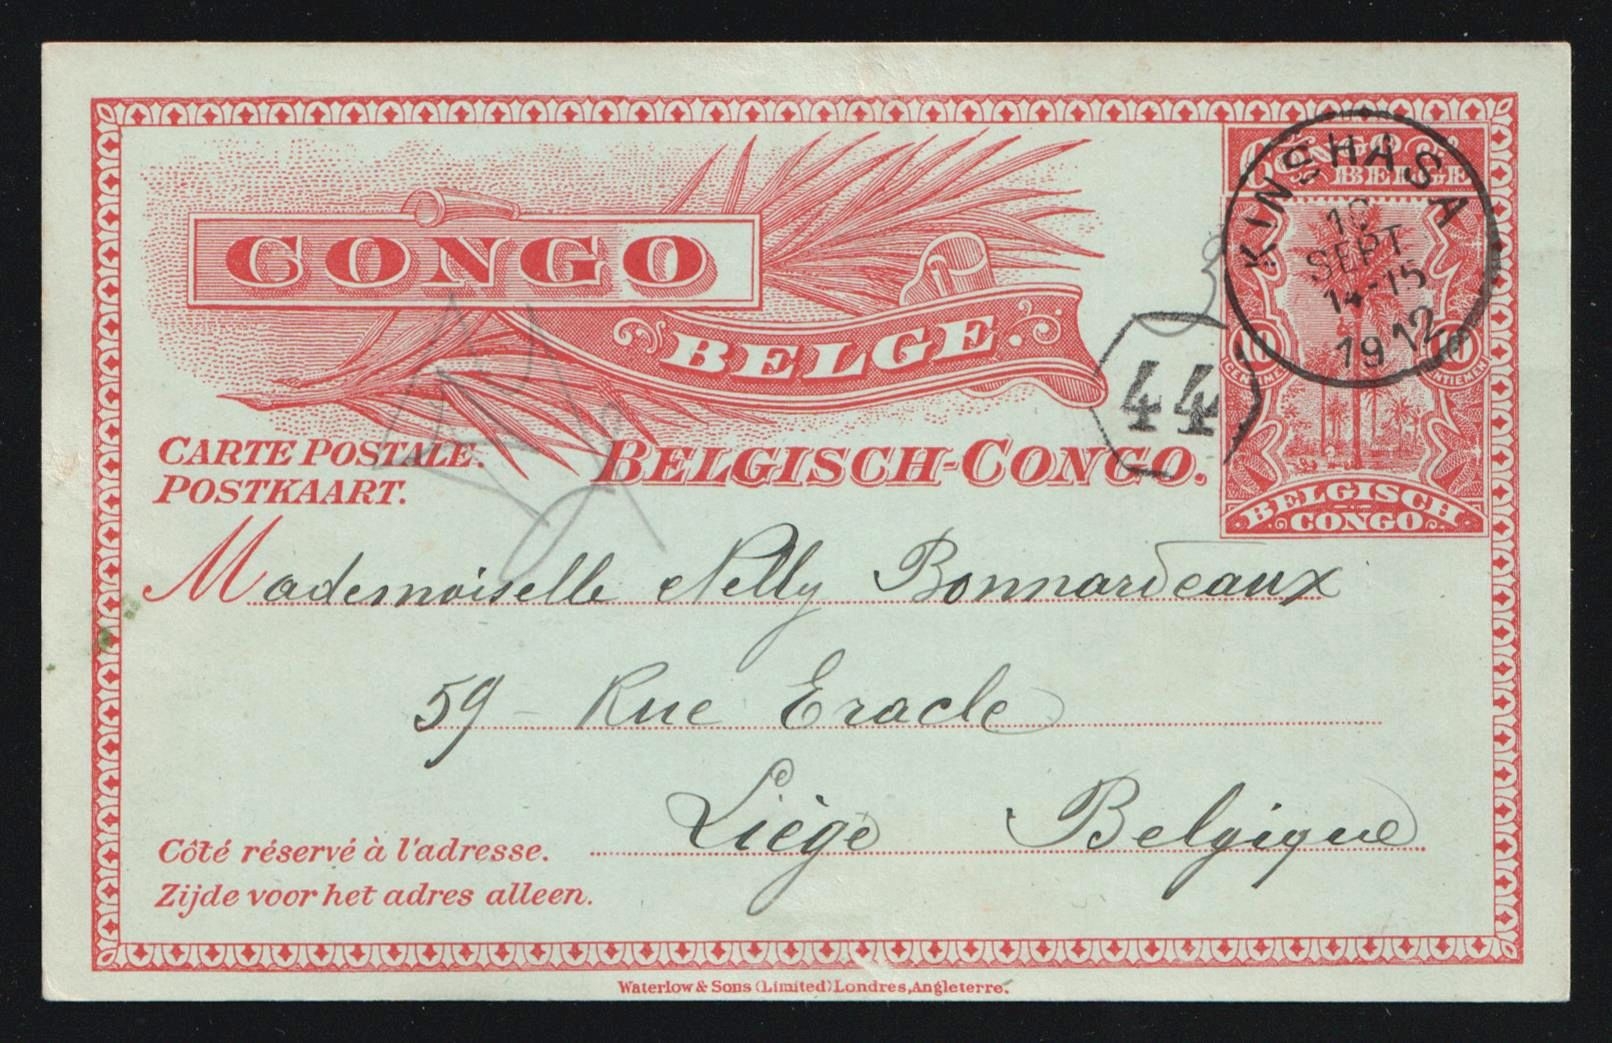 CONGO BELGE
CONGO
BELGE.
KINSHASA
SEPT
14-15
1912
44
10 10
CARTE POSTALE.
POSTKAART.
BELGISCH-CONGO.
BELGISCH
CONGO
Mademoiselle Nelly Bonnardeaux
59 - Rue Eracle
Liège Belgique
Côté réservé à l'adresse.
Zijde voor het adres alleen.
Waterlow & Sons (Limited) Londres, Angleterre.